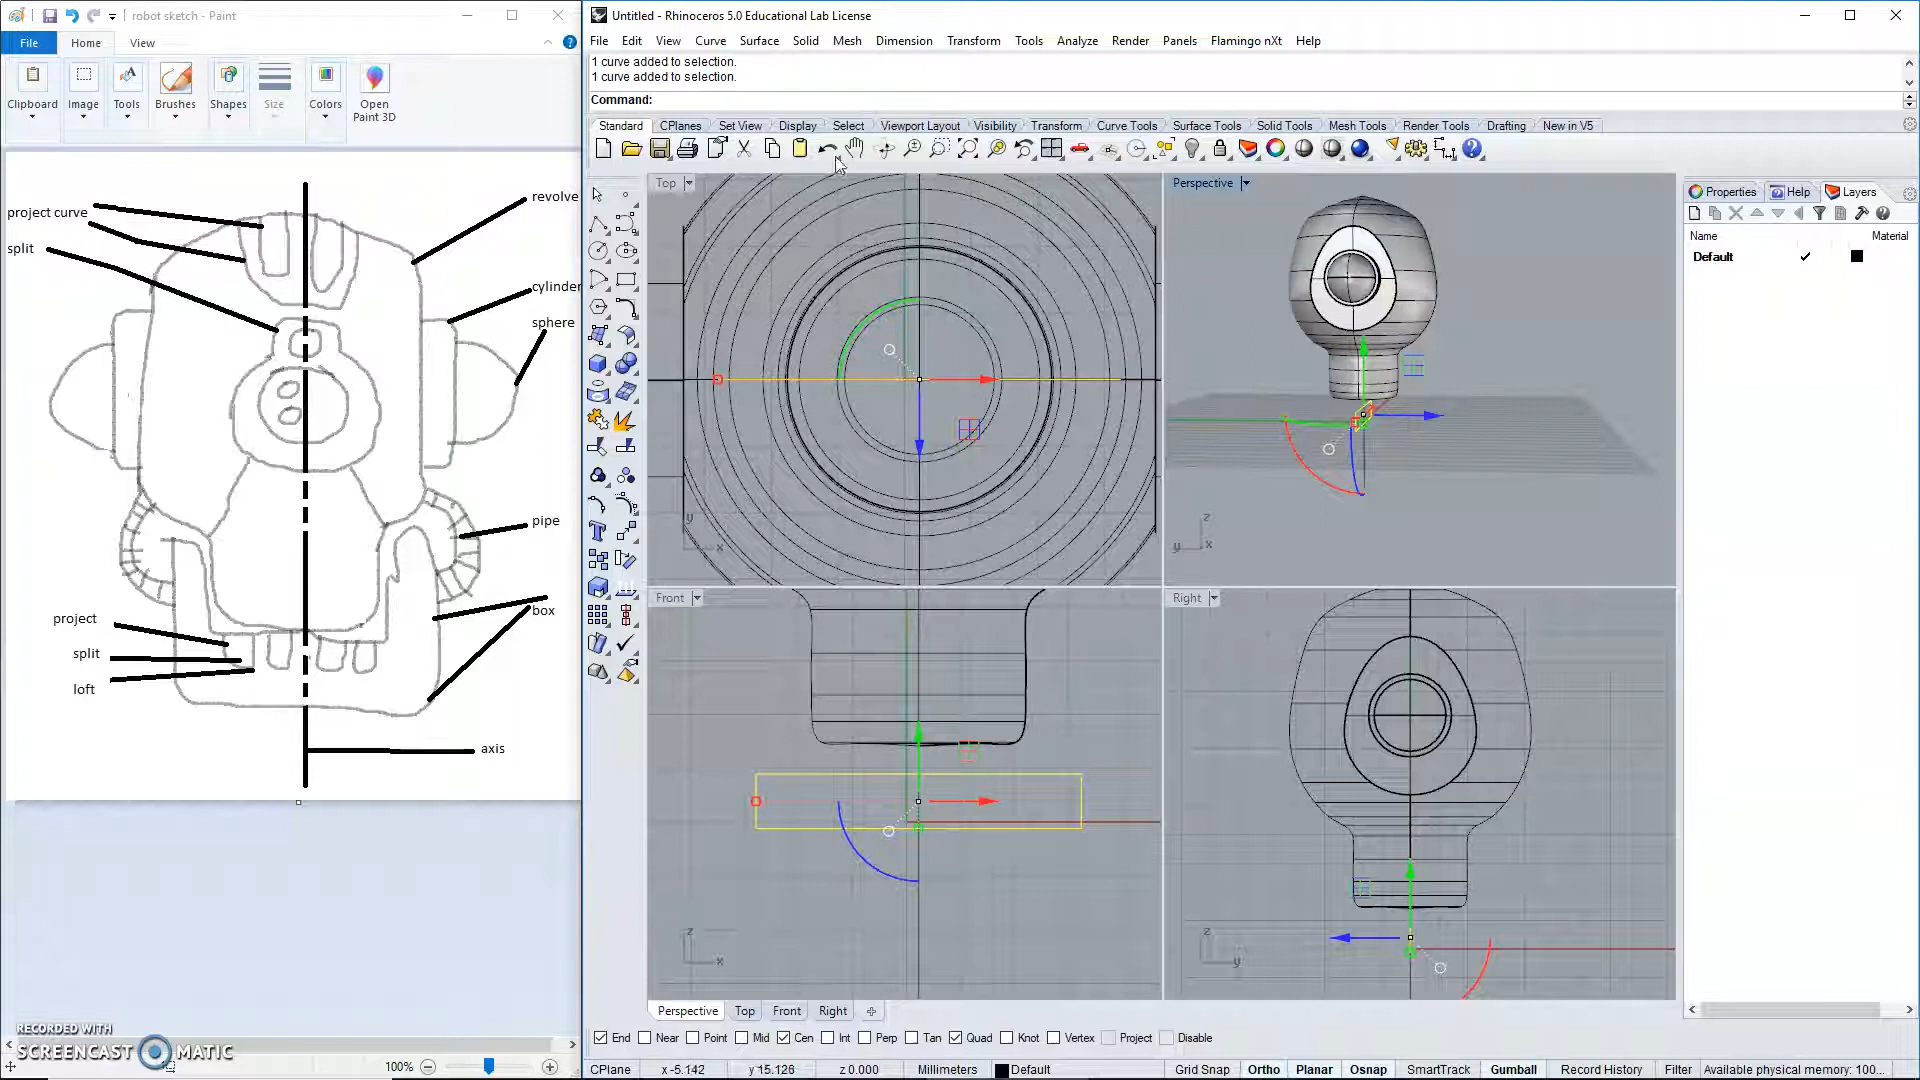 robot sketch - Paint
File
Home
View
Clipboard
Image
Tools
Brushes
Shapes
Size
Colors
Open
Paint 3D
project curve
split
revolve
cylinder
sphere
pipe
box
project
split
loft
axis
RECORDED WITH
SCREENCAST MATIC
100%
Untitled - Rhinoceros 5.0 Educational Lab License
File Edit View Curve Surface Solid Mesh Dimension Transform Tools Analyze Render Panels Flamingo nXt Help
1 curve added to selection.
1 curve added to selection.
Command:
Standard CPlanes Set View Display Select Viewport Layout Visibility Transform Curve Tools Surface Tools Solid Tools Mesh Tools Render Tools Drafting New in V5
Top
y
x
Perspective
z
y
x
Front
z
x
Right
z
y
Properties Help Layers
Name Material
Default
Perspective Top Front Right
End Near Point Mid Cen Int Perp Tan Quad Knot Vertex Project Disable
CPlane x -5.142 y 15.126 z 0.000 Millimeters Default Grid Snap Ortho Planar Osnap SmartTrack Gumball Record History Filter Available physical memory: 100...